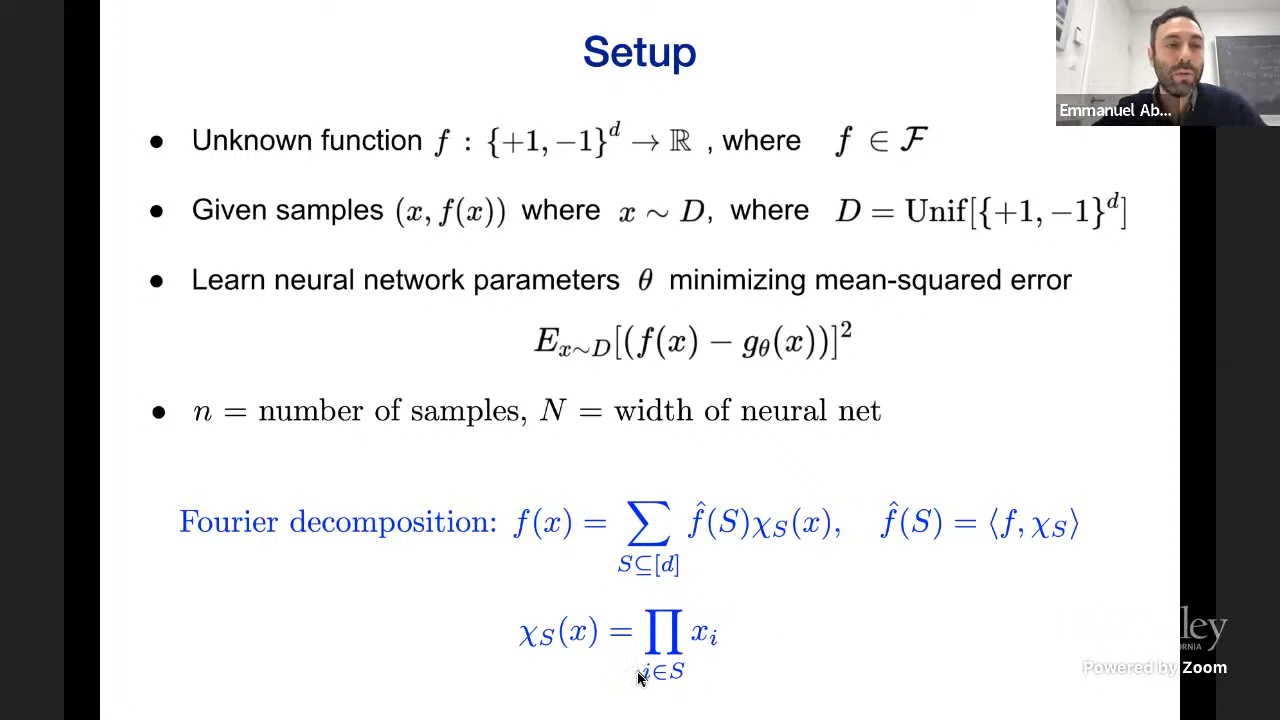 Setup
Emmanuel Ab...
• Unknown function f : {+1, −1}^d → ℝ , where f ∈ ℱ
• Given samples (x, f(x)) where x ∼ D, where D = Unif[{+1, −1}^d]
• Learn neural network parameters θ minimizing mean-squared error
E_{x∼D}[(f(x) − g_θ(x))]^2
• n = number of samples, N = width of neural net
Fourier decomposition: f(x) = ∑_{S⊆[d]} f̂(S)χ_S(x), f̂(S) = ⟨f, χ_S⟩
χ_S(x) = ∏_{i∈S} x_i
ley
ORNIA
Powered by Zoom